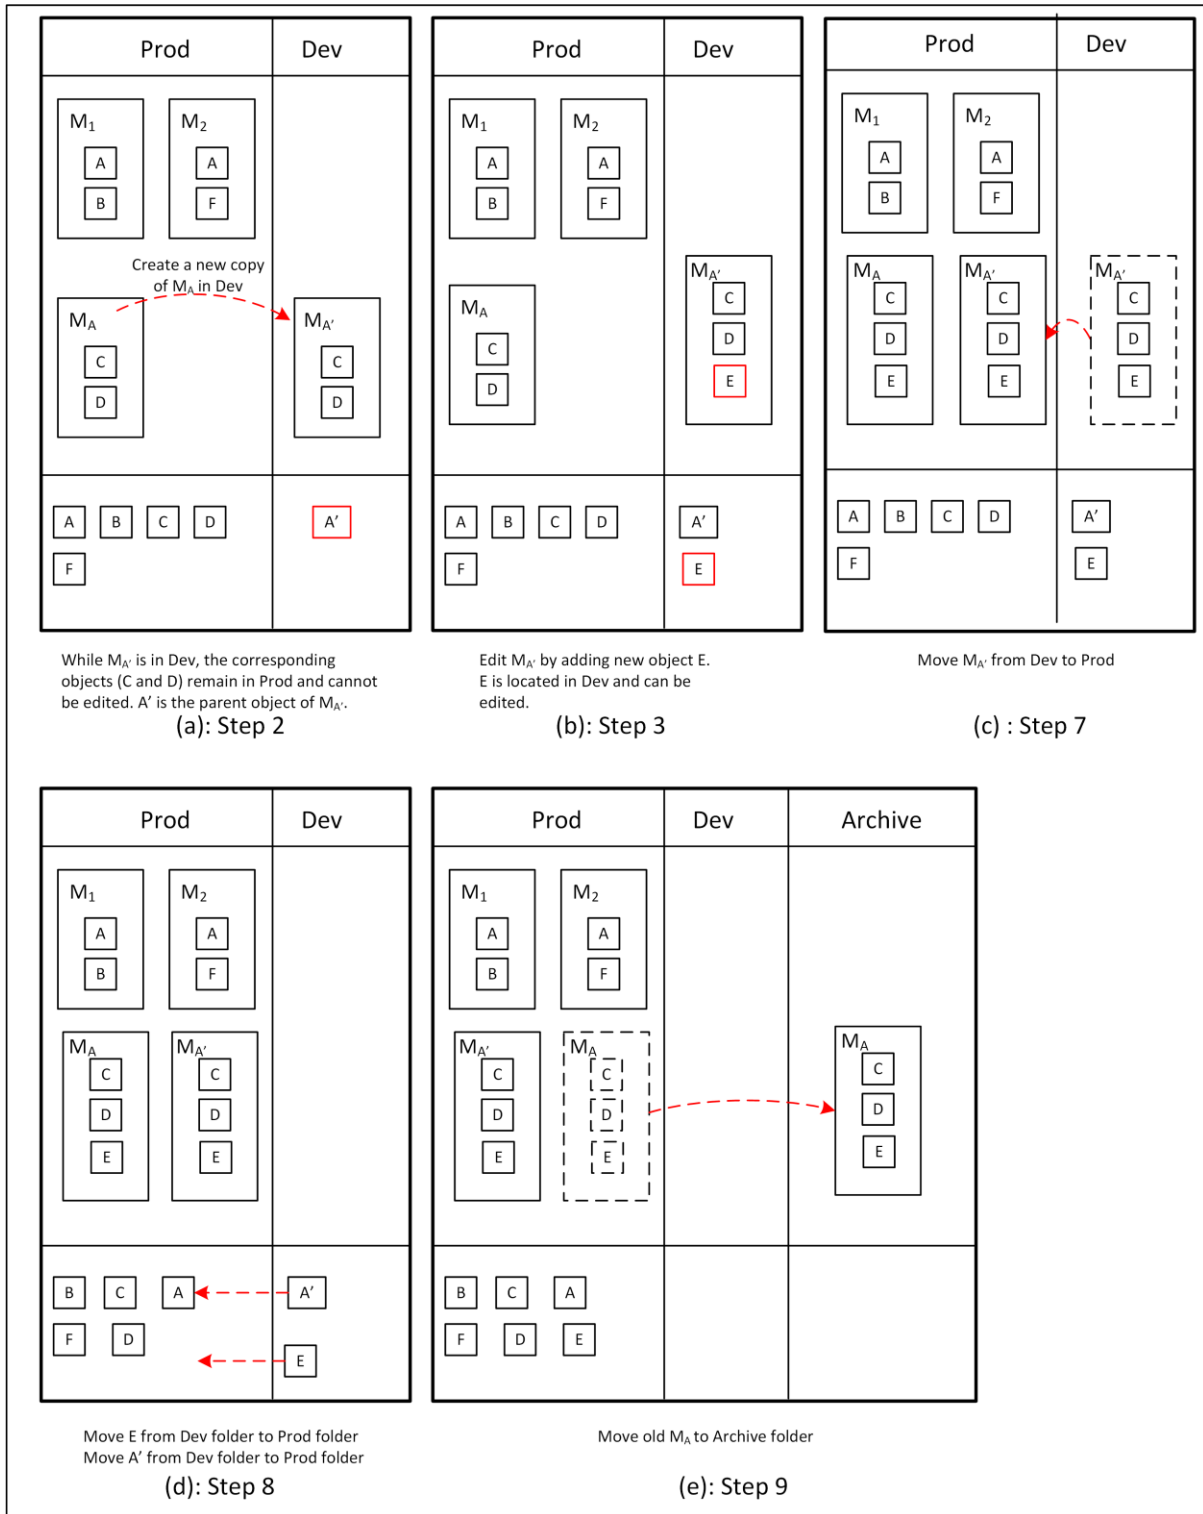 Prod Dev
M1 M2
A A
B F
Create a new copy
of MA in Dev
MA MA'
C C
D D
A B C D A'
F
While MA' is in Dev, the corresponding
objects (C and D) remain in Prod and cannot
be edited. A' is the parent object of MA'.
(a): Step 2
Prod Dev
M1 M2
A A
B F
MA'
MA C
C D
D E
A B C D A'
F E
Edit MA' by adding new object E.
E is located in Dev and can be
edited.
(b): Step 3
Prod Dev
M1 M2
A A
B F
MA MA' MA'
C C C
D D D
E E E
A B C D A'
F E
Move MA' from Dev to Prod
(c) : Step 7
Prod Dev
M1 M2
A A
B F
MA MA'
C C
D D
E E
B C A A'
F D
E
Move E from Dev folder to Prod folder
Move A' from Dev folder to Prod folder
(d): Step 8
Prod Dev Archive
M1 M2
A A
B F
MA' MA MA
C C C
D D D
E E E
B C A
F D E
Move old MA to Archive folder
(e): Step 9